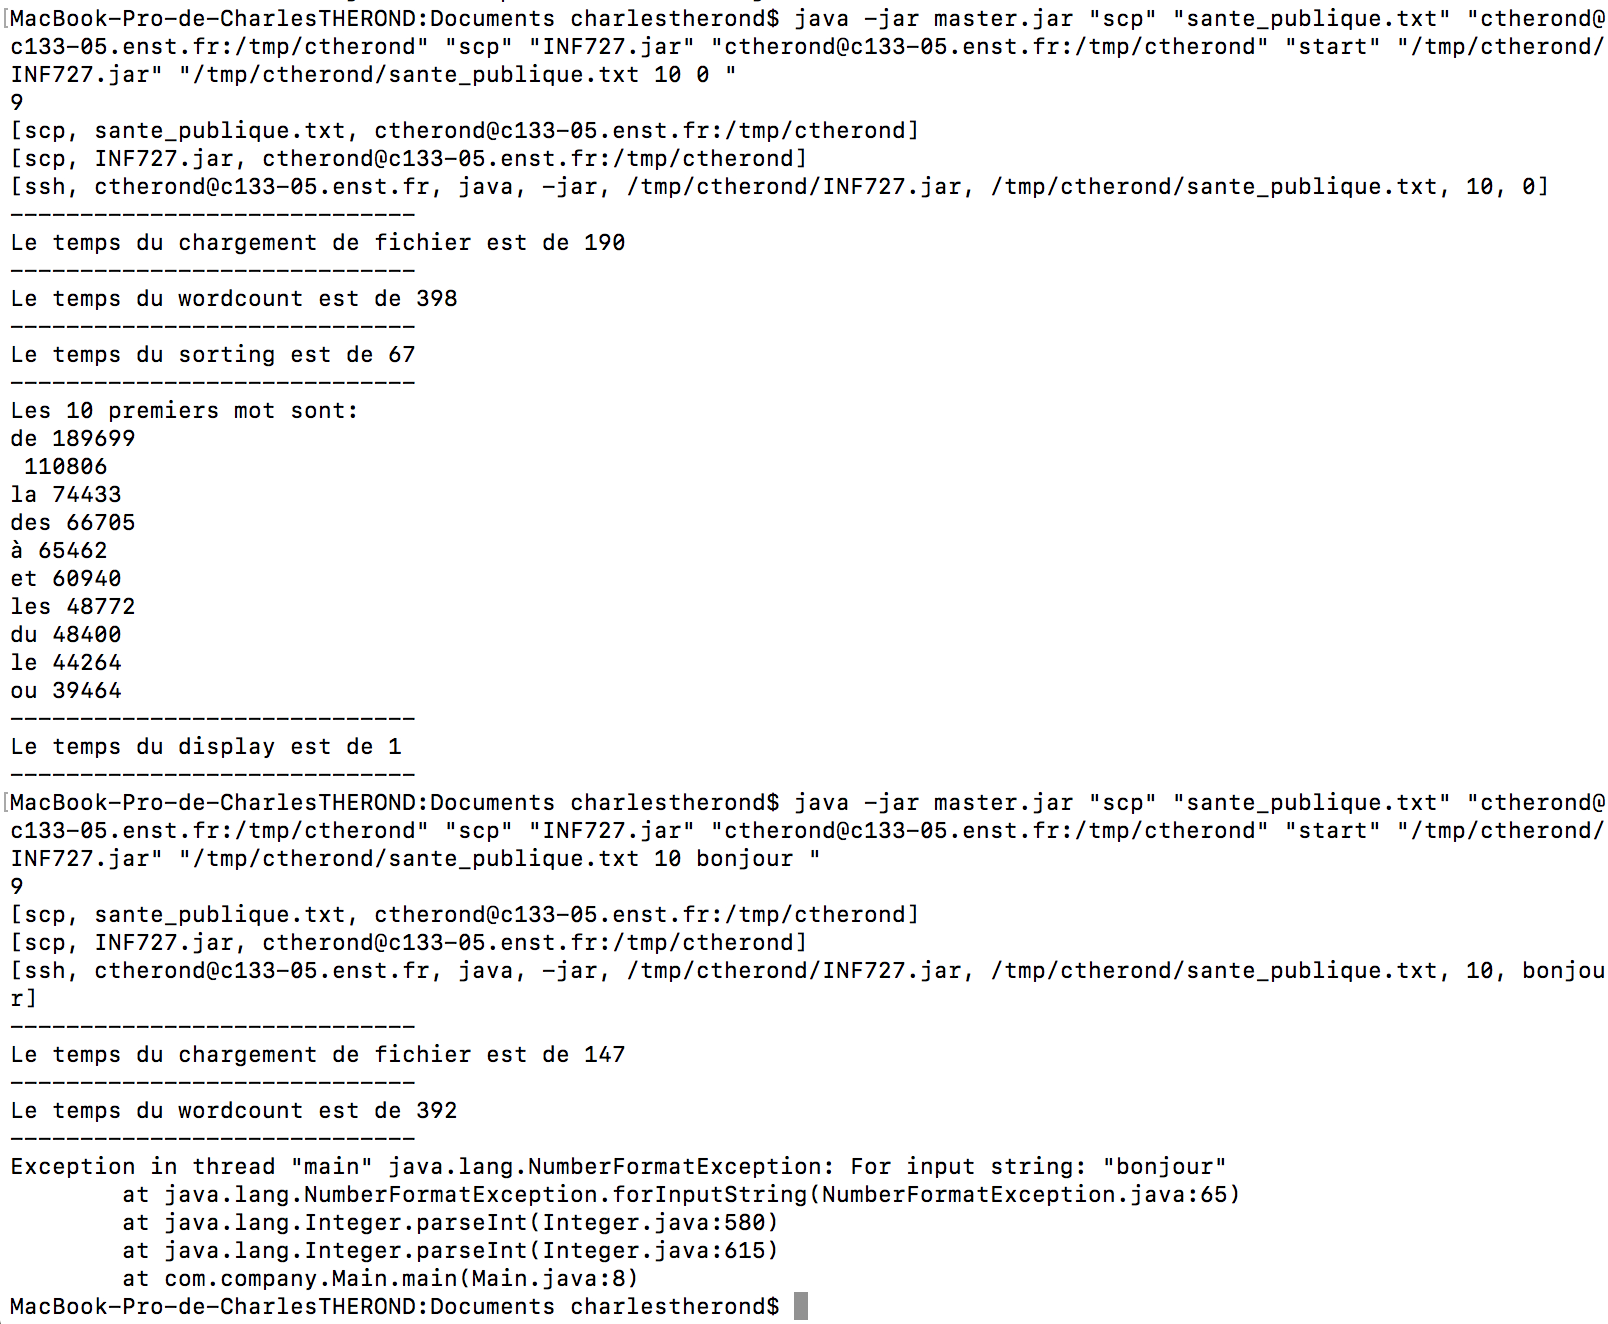 MacBook-Pro-de-CharlesTHEROND:Documents charlestherond$ java -jar master.jar "scp" "sante_publique.txt" "ctherond@
c133-05.enst.fr:/tmp/ctherond" "scp" "INF727.jar" "ctherond@c133-05.enst.fr:/tmp/ctherond" "start" "/tmp/ctherond/
INF727.jar" "/tmp/ctherond/sante_publique.txt 10 0 "
9
[scp, sante_publique.txt, ctherond@c133-05.enst.fr:/tmp/ctherond]
[scp, INF727.jar, ctherond@c133-05.enst.fr:/tmp/ctherond]
[ssh, ctherond@c133-05.enst.fr, java, -jar, /tmp/ctherond/INF727.jar, /tmp/ctherond/sante_publique.txt, 10, 0]
-----------------------------
Le temps du chargement de fichier est de 190
-----------------------------
Le temps du wordcount est de 398
-----------------------------
Le temps du sorting est de 67
-----------------------------
Les 10 premiers mot sont:
de 189699
 110806
la 74433
des 66705
à 65462
et 60940
les 48772
du 48400
le 44264
ou 39464
-----------------------------
Le temps du display est de 1
-----------------------------
MacBook-Pro-de-CharlesTHEROND:Documents charlestherond$ java -jar master.jar "scp" "sante_publique.txt" "ctherond@
c133-05.enst.fr:/tmp/ctherond" "scp" "INF727.jar" "ctherond@c133-05.enst.fr:/tmp/ctherond" "start" "/tmp/ctherond/
INF727.jar" "/tmp/ctherond/sante_publique.txt 10 bonjour "
9
[scp, sante_publique.txt, ctherond@c133-05.enst.fr:/tmp/ctherond]
[scp, INF727.jar, ctherond@c133-05.enst.fr:/tmp/ctherond]
[ssh, ctherond@c133-05.enst.fr, java, -jar, /tmp/ctherond/INF727.jar, /tmp/ctherond/sante_publique.txt, 10, bonjou
r]
-----------------------------
Le temps du chargement de fichier est de 147
-----------------------------
Le temps du wordcount est de 392
-----------------------------
Exception in thread "main" java.lang.NumberFormatException: For input string: "bonjour"
        at java.lang.NumberFormatException.forInputString(NumberFormatException.java:65)
        at java.lang.Integer.parseInt(Integer.java:580)
        at java.lang.Integer.parseInt(Integer.java:615)
        at com.company.Main.main(Main.java:8)
MacBook-Pro-de-CharlesTHEROND:Documents charlestherond$